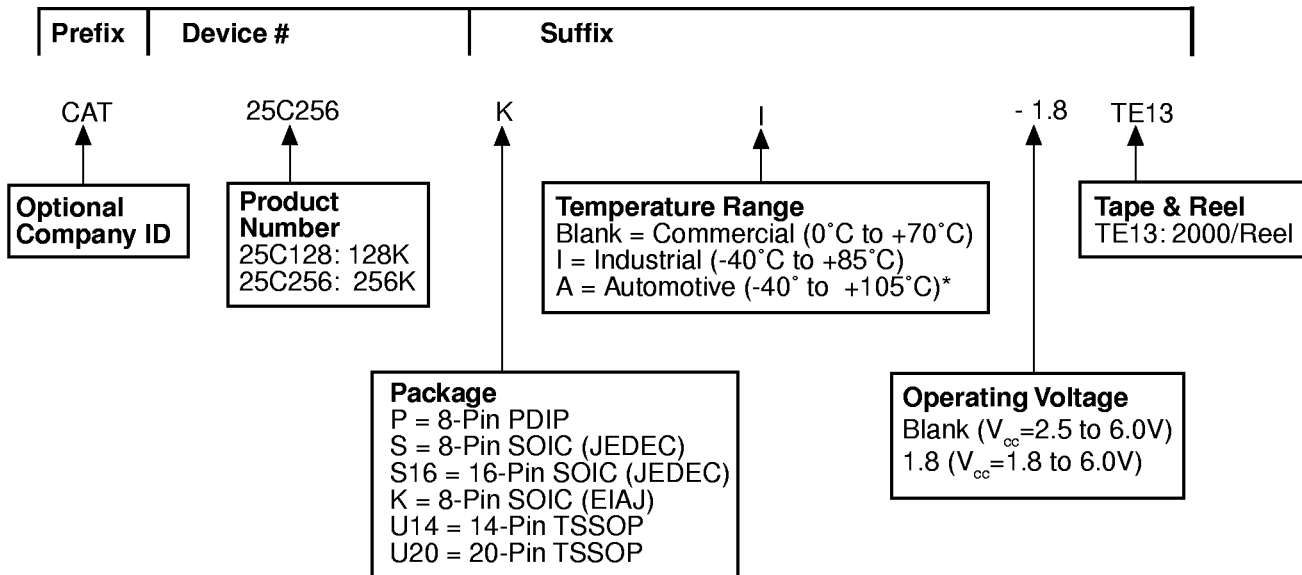 Prefix Device # Suffix
CAT 25C256 K I - 1.8 TE13
Optional
Company ID
Product
Number
25C128: 128K
25C256: 256K
Temperature Range
Blank = Commercial (0˚C to +70˚C)
I = Industrial (-40˚C to +85˚C)
A = Automotive (-40˚ to +105˚C)*
Tape & Reel
TE13: 2000/Reel
Package
P = 8-Pin PDIP
S = 8-Pin SOIC (JEDEC)
S16 = 16-Pin SOIC (JEDEC)
K = 8-Pin SOIC (EIAJ)
U14 = 14-Pin TSSOP
U20 = 20-Pin TSSOP
Operating Voltage
Blank (Vcc=2.5 to 6.0V)
1.8 (Vcc=1.8 to 6.0V)